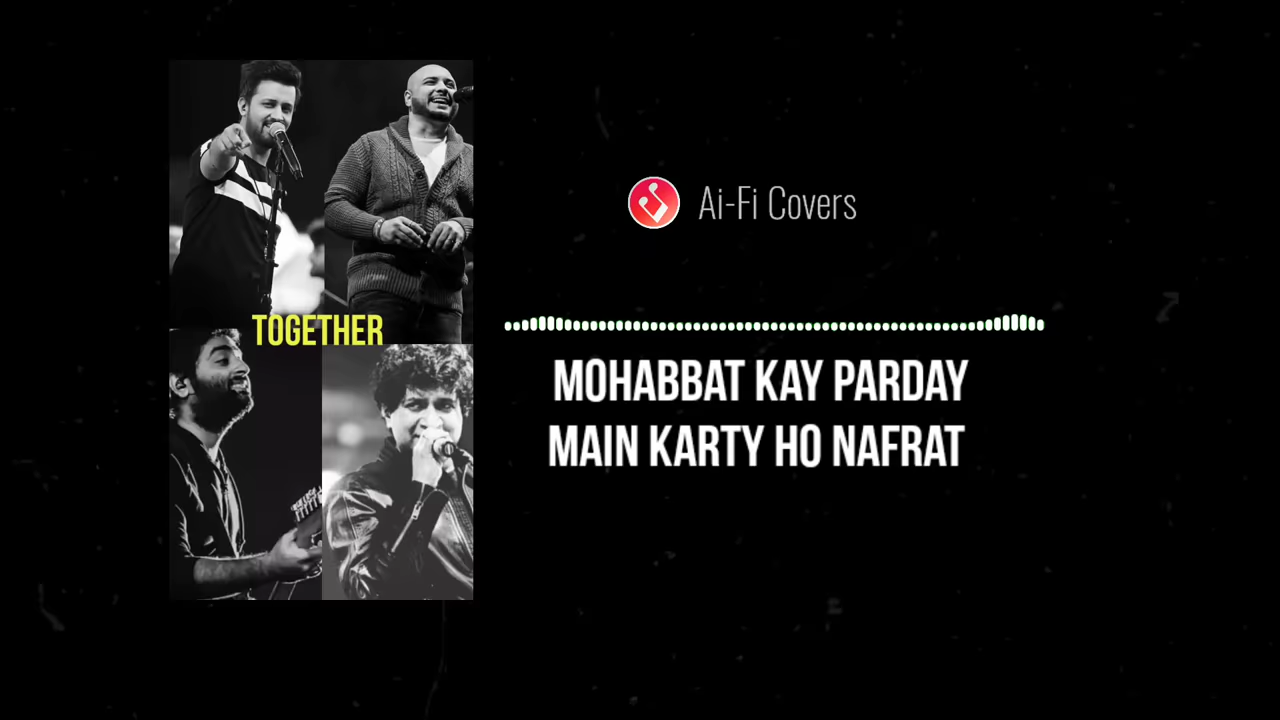 TOGETHER
Ai-Fi Covers
MOHABBAT KAY PARDAY
MAIN KARTY HO NAFRAT